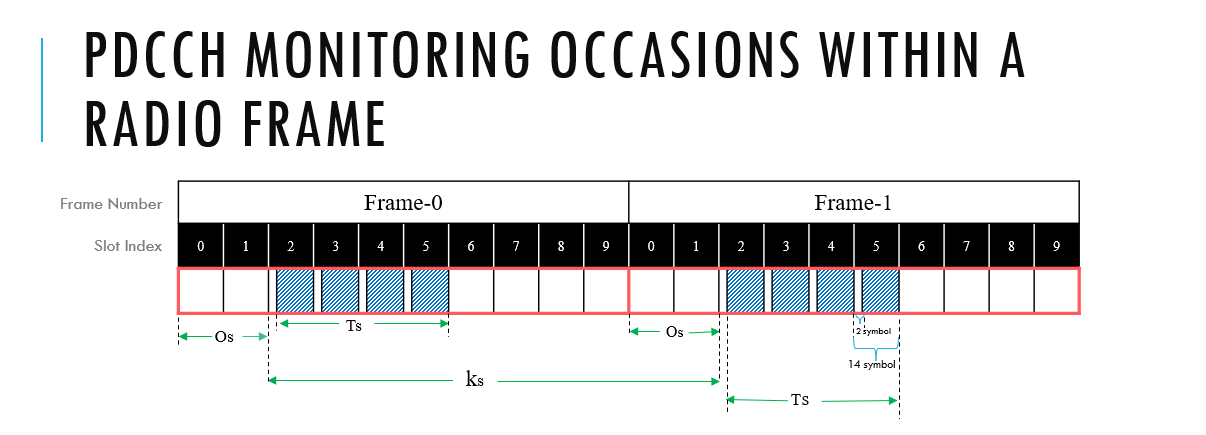 PDCCH MONITORING OCCASIONS WITHIN A
RADIO FRAME
Frame Number Frame-0 Frame-1
Slot Index 0 1 2 3 4 5 6 7 8 9 0 1 2 3 4 5 6 7 8 9
Ts
Os
Os
2 symbol
14 symbol
ks
Ts